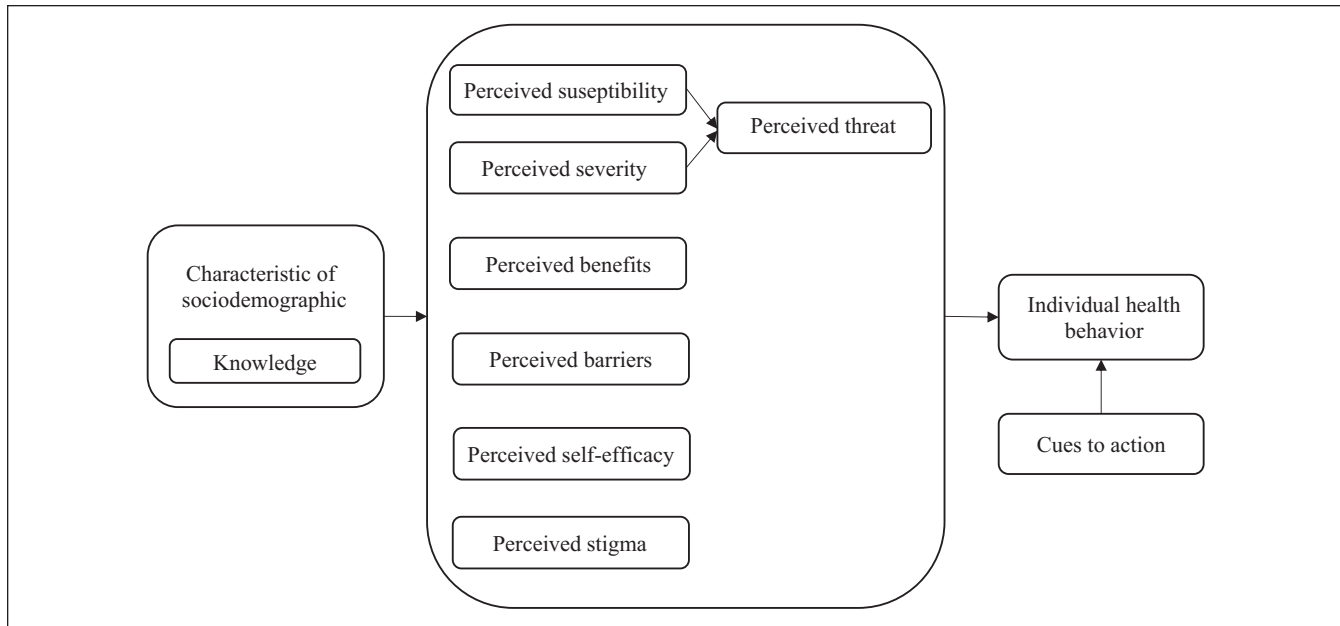 Perceived suseptibility
Perceived threat
Perceived severity
Perceived benefits
Characteristic of
sociodemographic
Knowledge
Perceived barriers
Perceived self-efficacy
Perceived stigma
Individual health
behavior
Cues to action